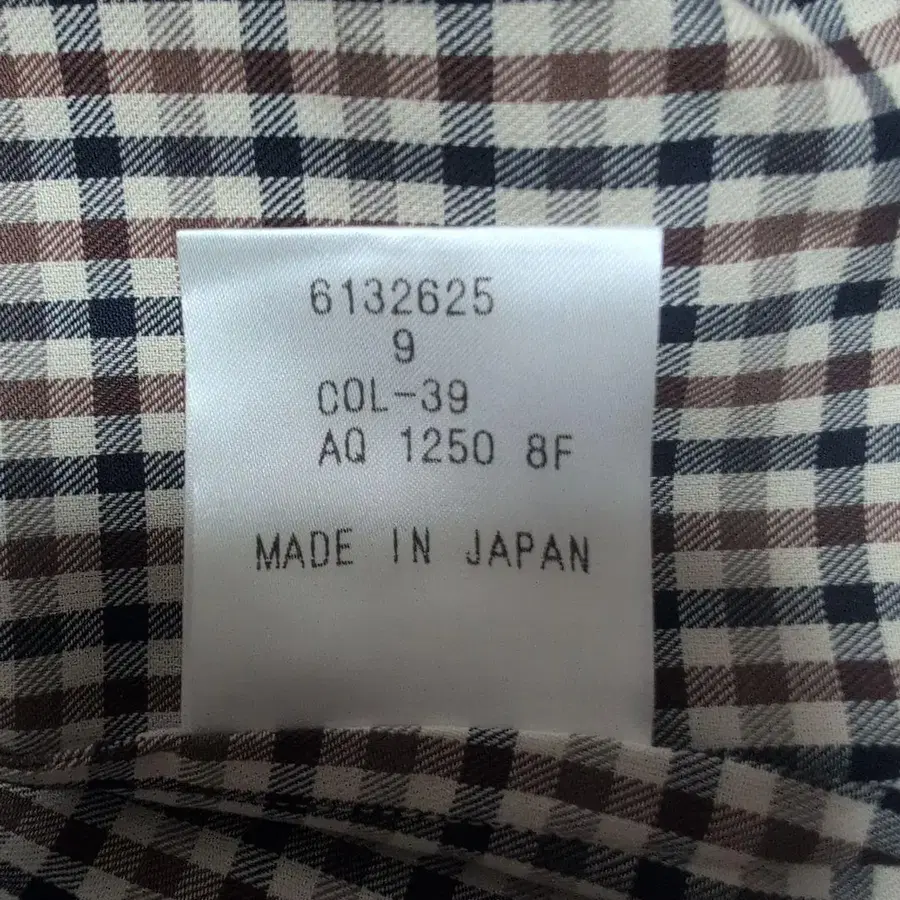 6132625
9
COL-39
AQ 1250 8F
MADE IN JAPAN